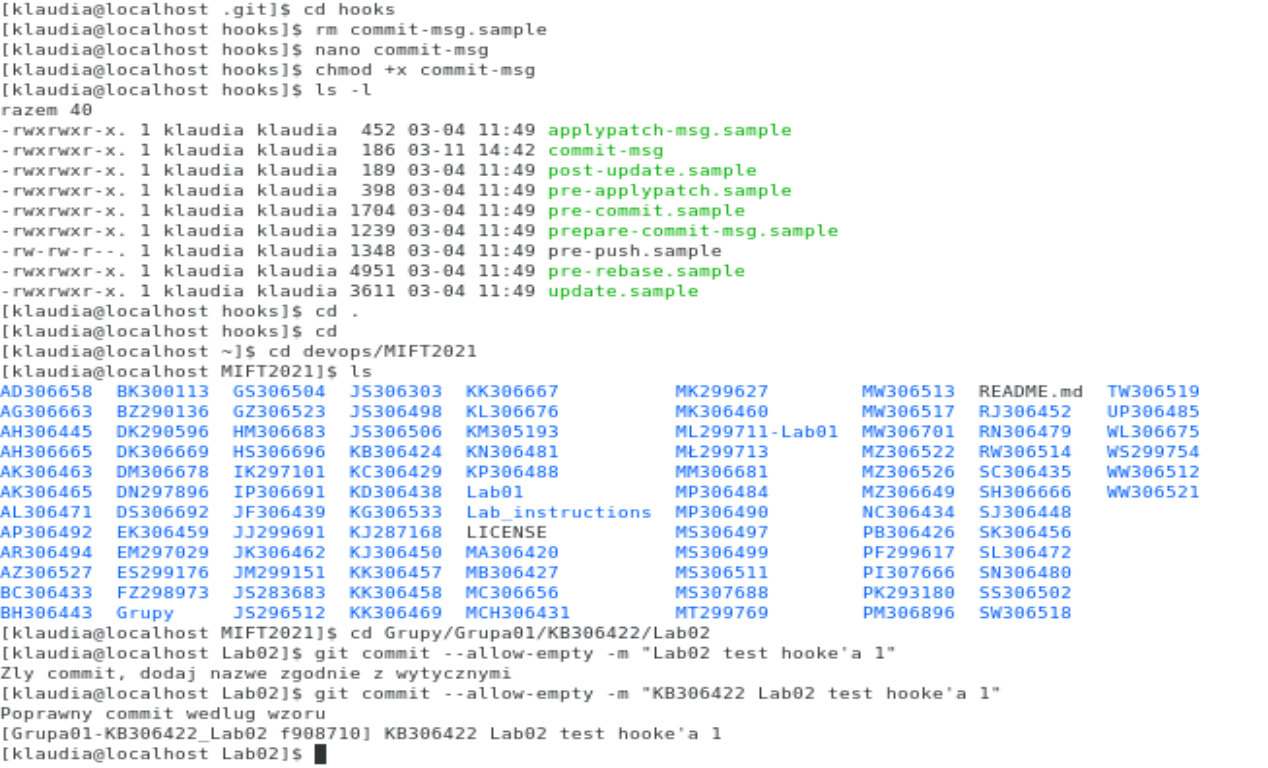 [klaudia@localhost .git]$ cd hooks
[klaudia@localhost hooks]$ rm commit-msg.sample
[klaudia@localhost hooks]$ nano commit-msg
[klaudia@localhost hooks]$ chmod +x commit-msg
[klaudia@localhost hooks]$ ls -l
razem 40
-rwxrwxr-x. 1 klaudia klaudia  452 03-04 11:49 applypatch-msg.sample
-rwxrwxr-x. 1 klaudia klaudia  186 03-11 14:42 commit-msg
-rwxrwxr-x. 1 klaudia klaudia  189 03-04 11:49 post-update.sample
-rwxrwxr-x. 1 klaudia klaudia  398 03-04 11:49 pre-applypatch.sample
-rwxrwxr-x. 1 klaudia klaudia 1704 03-04 11:49 pre-commit.sample
-rwxrwxr-x. 1 klaudia klaudia 1239 03-04 11:49 prepare-commit-msg.sample
-rw-rw-r--. 1 klaudia klaudia 1348 03-04 11:49 pre-push.sample
-rwxrwxr-x. 1 klaudia klaudia 4951 03-04 11:49 pre-rebase.sample
-rwxrwxr-x. 1 klaudia klaudia 3611 03-04 11:49 update.sample
[klaudia@localhost hooks]$ cd .
[klaudia@localhost hooks]$ cd
[klaudia@localhost ~]$ cd devops/MIFT2021
[klaudia@localhost MIFT2021]$ ls
AD306658  BK300113  GS306504  JS306303  KK306667  MK299627  MW306513  README.md  TW306519
AG306663  BZ290136  GZ306523  JS306498  KL306676  MK306460  MW306517  RJ306452  UP306485
AH306445  DK290596  HM306683  JS306506  KM305193  ML299711-Lab01  MW306701  RN306479  WL306675
AH306665  DK306669  HS306696  KB306424  KN306481  MŁ299713  MZ306522  RW306514  WS299754
AK306463  DM306678  IK297101  KC306429  KP306488  MM306681  MZ306526  SC306435  WW306512
AK306465  DN297896  IP306691  KD306438  Lab01  MP306484  MZ306649  SH306666  WW306521
AL306471  DS306692  JF306439  KG306533  Lab_instructions  MP306490  NC306434  SJ306448
AP306492  EK306459  JJ299691  KJ287168  LICENSE  MS306497  PB306426  SK306456
AR306494  EM297029  JK306462  KJ306450  MA306420  MS306499  PF299617  SL306472
AZ306527  ES299176  JM299151  KK306457  MB306427  MS306511  PI307666  SN306480
BC306433  FZ298973  JS283683  KK306458  MC306656  MS307688  PK293180  SS306502
BH306443  Grupy  JS296512  KK306469  MCH306431  MT299769  PM306896  SW306518
[klaudia@localhost MIFT2021]$ cd Grupy/Grupa01/KB306422/Lab02
[klaudia@localhost Lab02]$ git commit --allow-empty -m "Lab02 test hooke'a 1"
Zly commit, dodaj nazwe zgodnie z wytycznymi
[klaudia@localhost Lab02]$ git commit --allow-empty -m "KB306422 Lab02 test hooke'a 1"
Poprawny commit wedlug wzoru
[Grupa01-KB306422_Lab02 f908710] KB306422 Lab02 test hooke'a 1
[klaudia@localhost Lab02]$